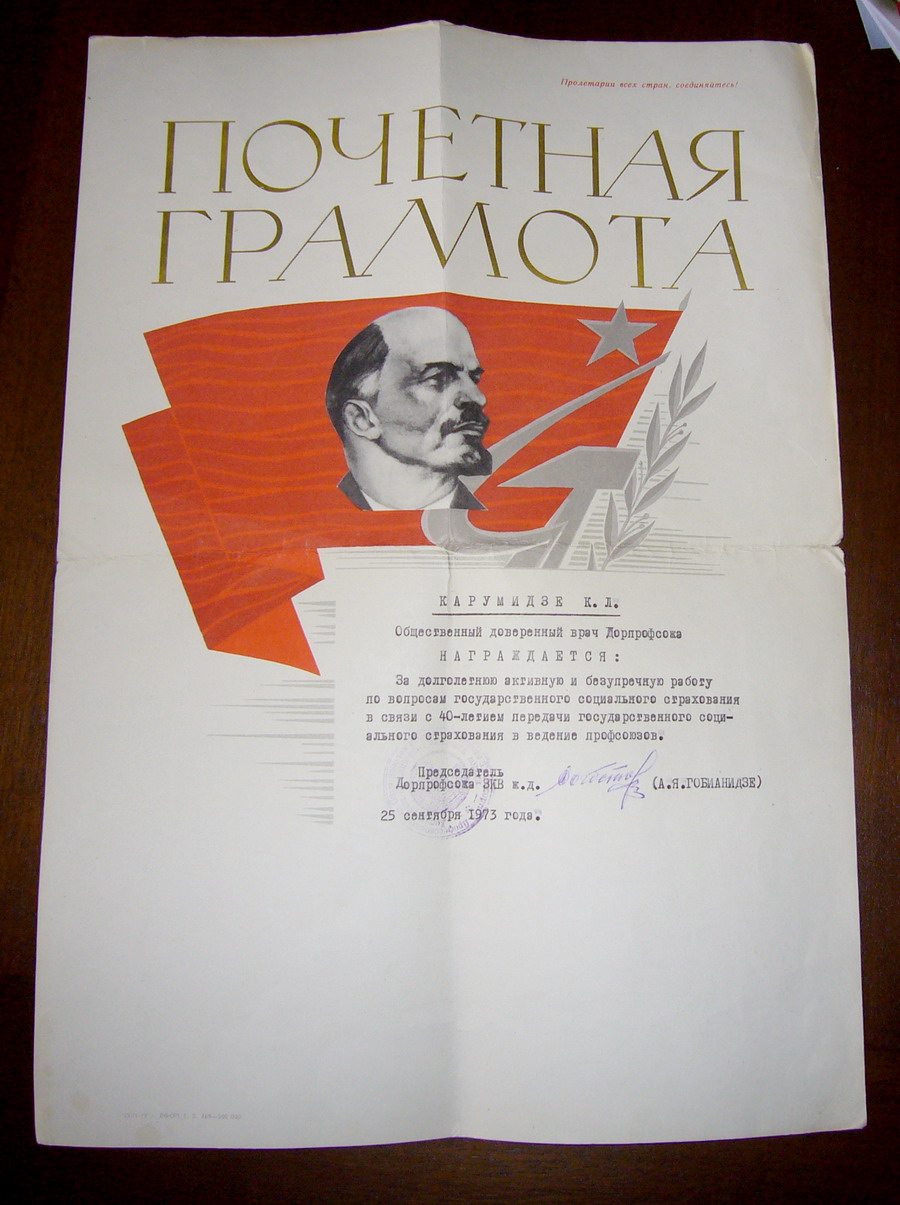 Пролетарии всех стран, соединяйтесь!
ПОЧЕТНАЯ
ГРАМОТА
КАРУМИДЗЕ К.Л.
Общественный доверенный врач Дорпрофсожа
НАГРАЖДАЕТСЯ:
За долголетнюю активную и безупречную работу
по вопросам государственного социального страхования
в связи с 40-летием передачи государственного соци-
ального страхования в ведение профсоюзов.
Председатель
Дорпрофсожа ЗКВ ж.д. (А.Я.ГОБИАНИДЗЕ)
25 сентября 1973 года.